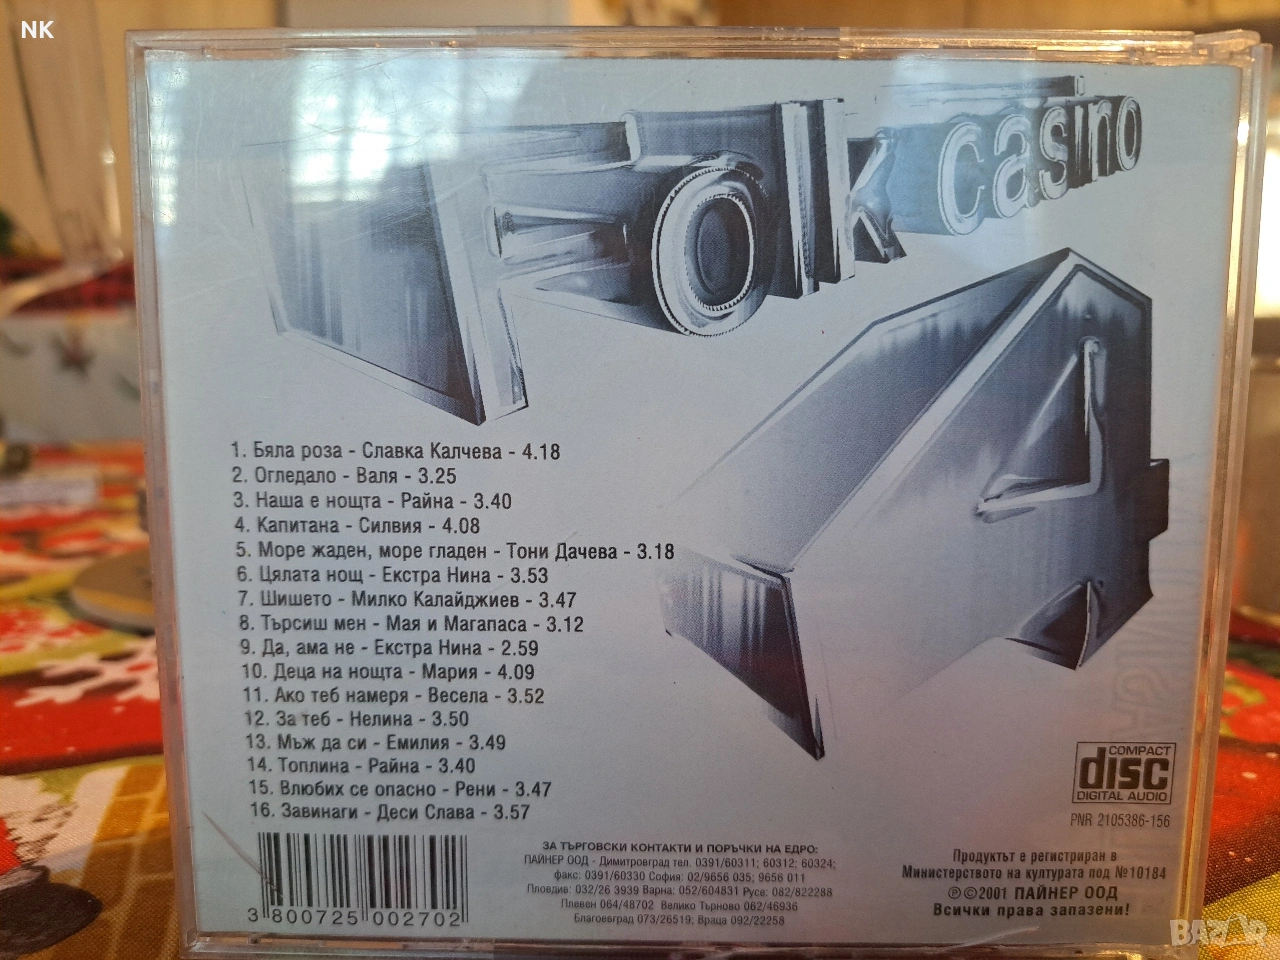 NK
Folk casino
4
1. Бяла роза - Славка Калчева - 4.18
2. Огледало - Валя - 3.25
3. Наша е нощта - Райна - 3.40
4. Капитана - Силвия - 4.08
5. Море жаден, море гладен - Тони Дачева - 3.18
6. Цялата нощ - Екстра Нина - 3.53
7. Шишето - Милко Калайджиев - 3.47
8. Търсиш мен - Мая и Магапаса - 3.12
9. Да, ама не - Екстра Нина - 2.59
10. Деца на нощта - Мария - 4.09
11. Ако теб намеря - Весела - 3.52
12. За теб - Нелина - 3.50
13. Мъж да си - Емилия - 3.49
14. Топлина - Райна - 3.40
15. Влюбих се опасно - Рени - 3.47
16. Завинаги - Деси Слава - 3.57
3 800725 002702
ЗА ТЪРГОВСКИ КОНТАКТИ И ПОРЪЧКИ НА ЕДРО:
ПАЙНЕР ООД - Димитровград тел. 0391/60311; 60312; 60324;
факс: 0391/60330 София: 02/9656 035; 9656 011
Пловдив: 032/26 3939 Варна: 052/604831 Русе: 082/822288
Плевен 064/48702 Велико Търново 062/46936
Благоевград 073/26519; Враца 092/22258
COMPACT
disc
DIGITAL AUDIO
PNR 2105386-156
Продуктът е регистриран в
Министерството на културата под №10184
℗©2001 ПАЙНЕР ООД
Всички права запазени!
BAZAR